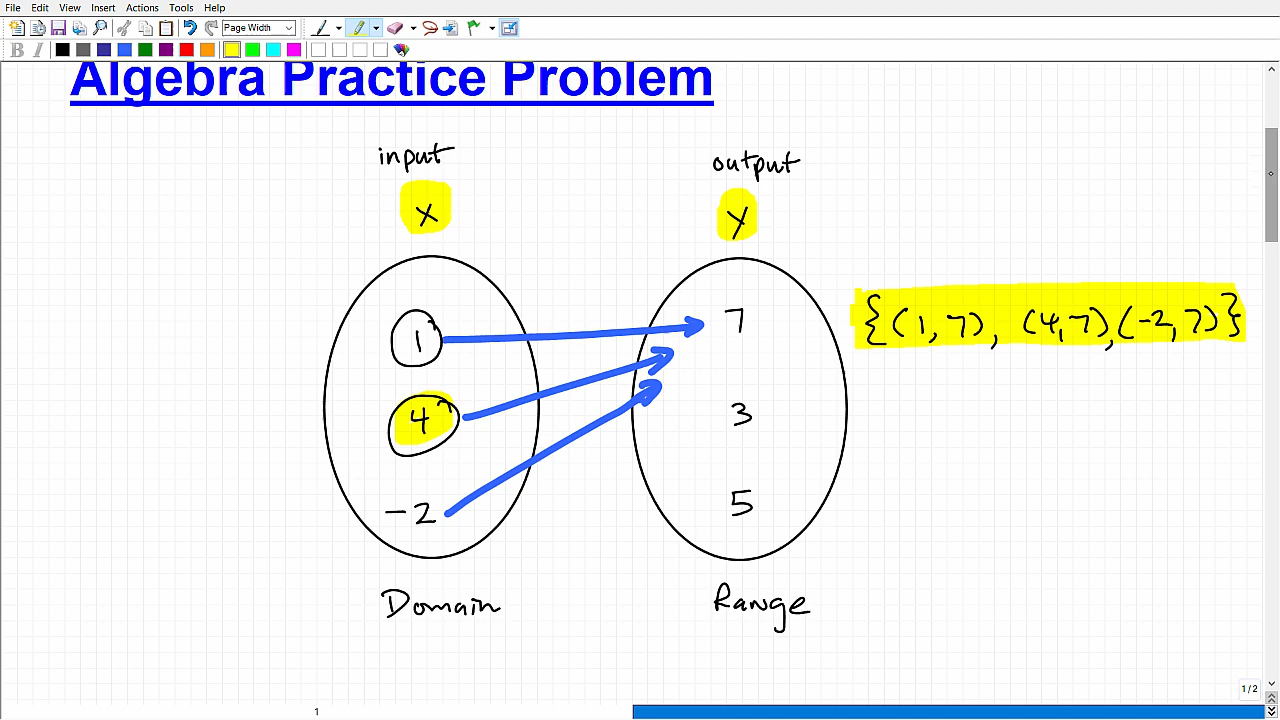 File Edit View Insert Actions Tools Help
Page Width
B I
Algebra Practice Problem
input output
x y
1 7 {(1,7), (4,7),(-2,7)}
4 3
-2 5
Domain Range
1/2
1